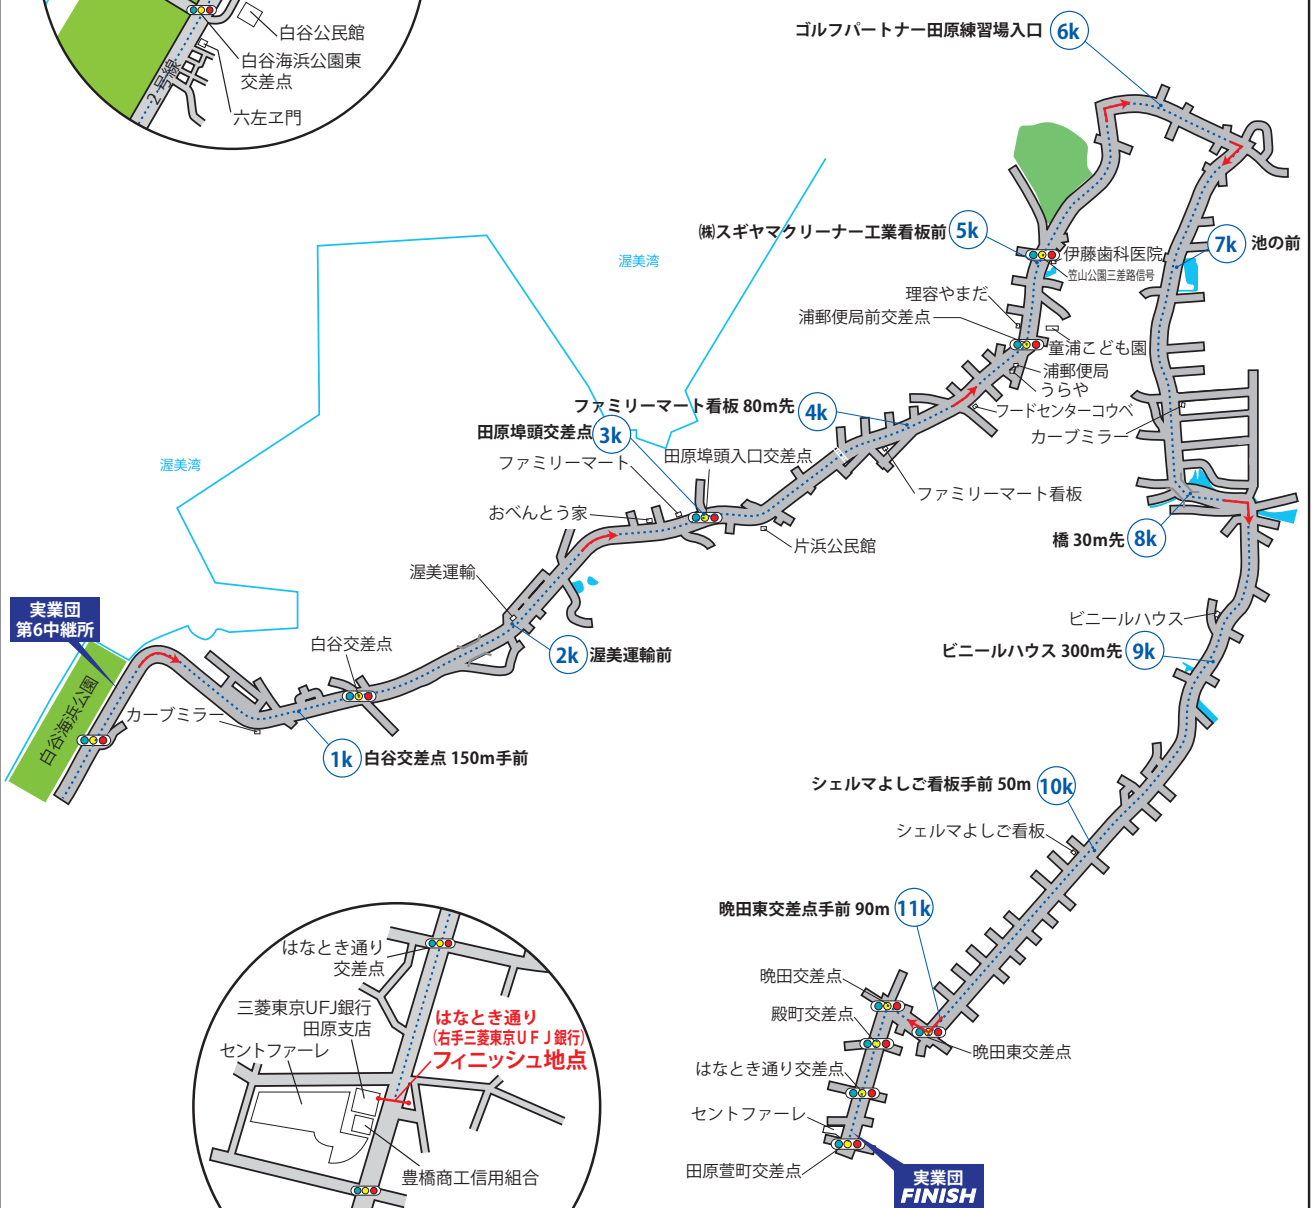 白谷公民館
白谷海浜公園東
交差点
2号線
六左ヱ門
ゴルフパートナー田原練習場入口
6k
渥美湾
㈱スギヤマクリーナー工業看板前
5k
伊藤歯科医院
笠山公園三差路信号
7k
池の前
理容やまだ
浦郵便局前交差点
童浦こども園
浦郵便局
うらや
フードセンターコウベ
カーブミラー
ファミリーマート看板 80m先
4k
田原埠頭交差点
3k
渥美湾
ファミリーマート
田原埠頭入口交差点
ファミリーマート看板
おべんとう家
片浜公民館
橋 30m先
8k
渥美運輸
実業団
第6中継所
白谷交差点
2k
渥美運輸前
ビニールハウス
ビニールハウス 300m先
9k
白谷海浜公園
カーブミラー
1k
白谷交差点 150m手前
シェルマよしご看板手前 50m
10k
シェルマよしご看板
晩田東交差点手前 90m
11k
晩田交差点
殿町交差点
晩田東交差点
はなとき通り交差点
セントファーレ
田原萱町交差点
実業団
FINISH
はなとき通り
交差点
三菱東京UFJ銀行
田原支店
セントファーレ
はなとき通り
(右手三菱東京ＵＦＪ銀行)
フィニッシュ地点
豊橋商工信用組合